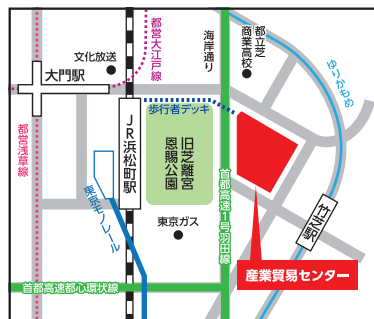 都営大江戸線
海岸通り
都立芝
商業高校
ゆりかもめ
文化放送
大門駅
歩行者デッキ
都営浅草線
JR浜松町駅
旧芝離宮
恩賜公園
首都高速1号羽田線
東京モノレール
竹芝駅
東京ガス
産業貿易センター
首都高速都心環状線